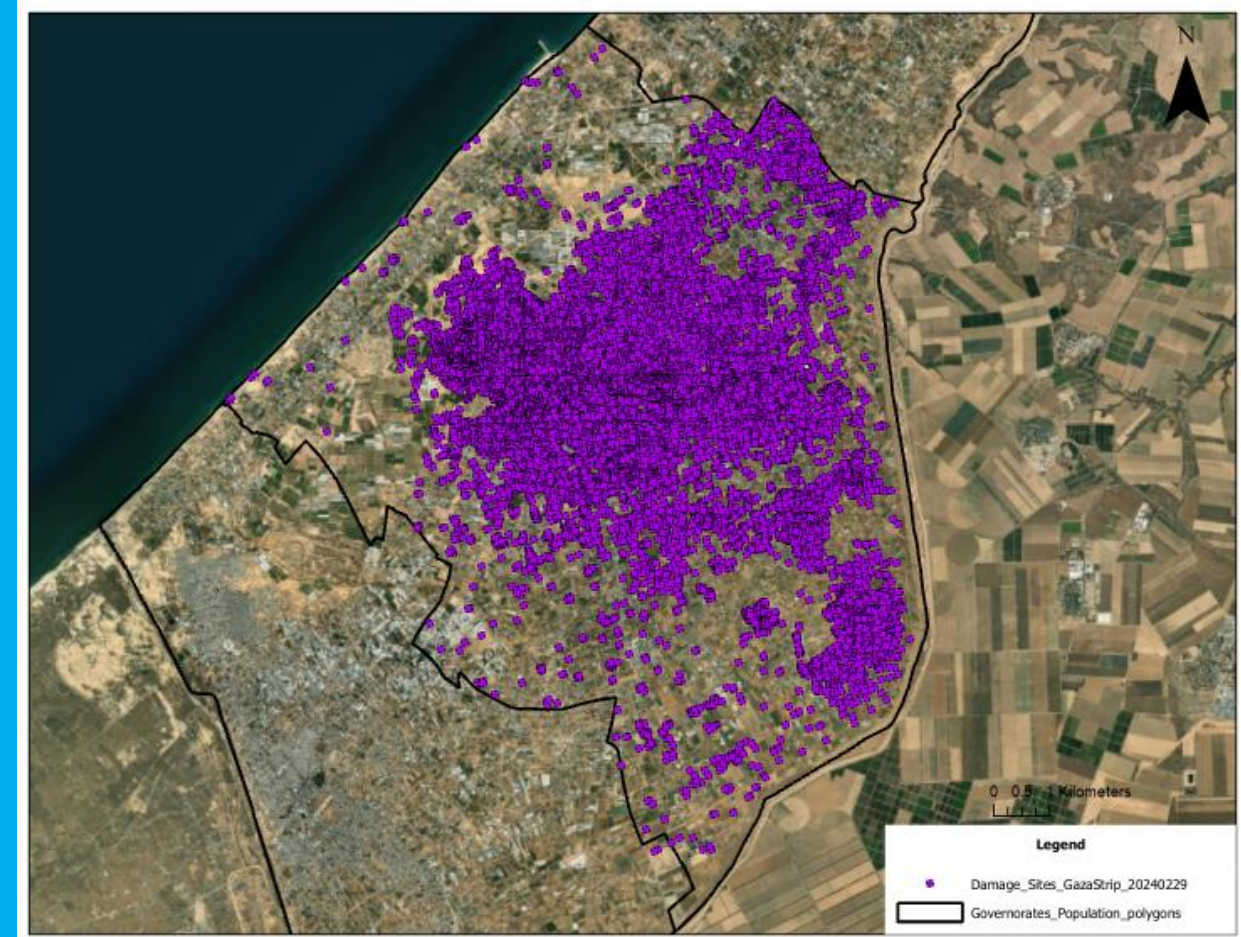 N
0 0.5 1 Kilometers
Legend
Damage_Sites_GazaStrip_20240229
Governorates_Population_polygons